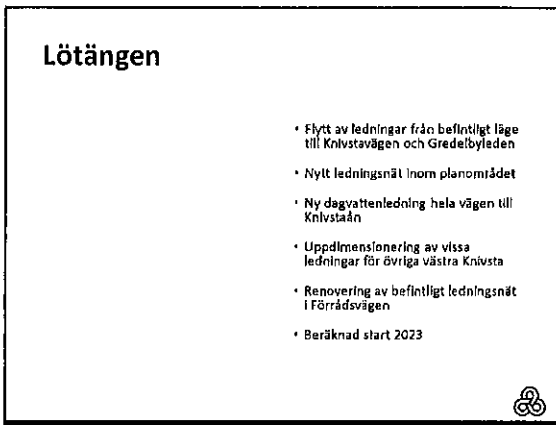 Lötängen
• Flytt av ledningar från befintligt läge
till Knivstavägen och Gredelbyleden
• Nytt ledningsnät inom planområdet
• Ny dagvattenledning hela vägen till
Knivstaån
• Uppdimensionering av vissa
ledningar för övriga västra Knivsta
• Renovering av befintligt ledningsnät
i Förrådsvägen
• Beräknad start 2023